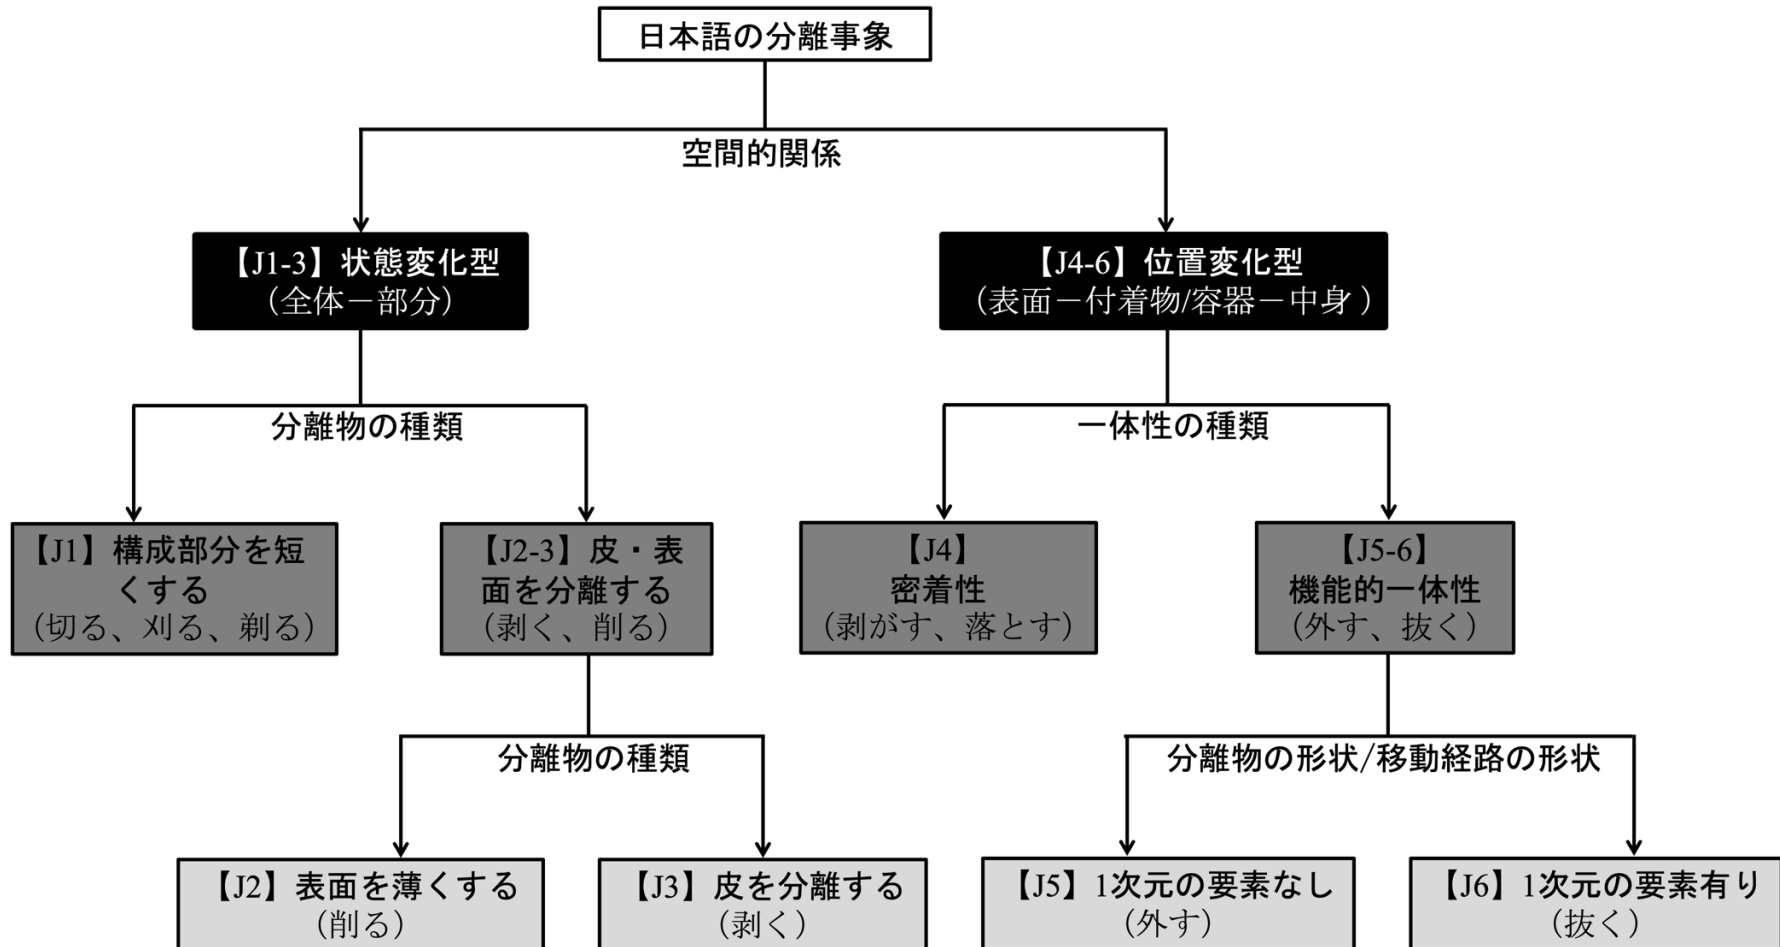 日本語の分離事象
空間的関係
【J1-3】状態変化型
（全体－部分）
【J4-6】位置変化型
（表面－付着物/容器－中身 ）
分離物の種類
一体性の種類
【J1】構成部分を短
くする
（切る、刈る、剃る）
【J2-3】皮・表
面を分離する
（剥く、削る）
【J4】
密着性
（剥がす、落とす）
【J5-6】
機能的一体性
（外す、抜く）
分離物の種類
分離物の形状/移動経路の形状
【J2】表面を薄くする
（削る）
【J3】皮を分離する
（剥く）
【J5】1次元の要素なし
（外す）
【J6】1次元の要素有り
（抜く）